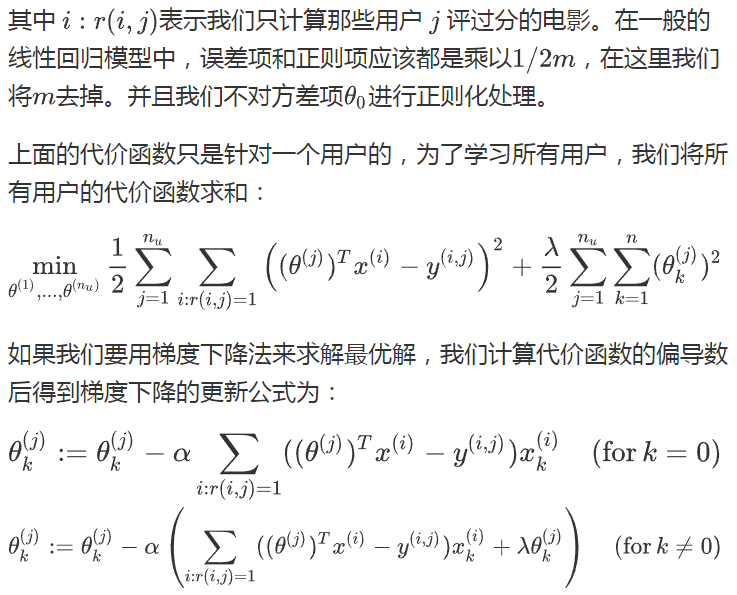 其中 $i:r(i,j)$表示我们只计算那些用户 $j$ 评过分的电影。在一般的
线性回归模型中，误差项和正则项应该都是乘以$1/2m$，在这里我们
将$m$去掉。并且我们不对方差项$\theta_0$进行正则化处理。
上面的代价函数只是针对一个用户的，为了学习所有用户，我们将所
有用户的代价函数求和：
$\min_{\theta^{(1)},\ldots,\theta^{(n_u)}} \frac{1}{2}\sum_{j=1}^{n_u}\sum_{i:r(i,j)=1}\left((\theta^{(j)})^T x^{(i)}-y^{(i,j)}\right)^2+\frac{\lambda}{2}\sum_{j=1}^{n_u}\sum_{k=1}^{n}(\theta_k^{(j)})^2$
如果我们要用梯度下降法来求解最优解，我们计算代价函数的偏导数
后得到梯度下降的更新公式为：
$\theta_k^{(j)}:=\theta_k^{(j)}-\alpha\sum_{i:r(i,j)=1}((\theta^{(j)})^T x^{(i)}-y^{(i,j)})x_k^{(i)} \quad (\text{for}\, k=0)$
$\theta_k^{(j)}:=\theta_k^{(j)}-\alpha\left(\sum_{i:r(i,j)=1}((\theta^{(j)})^T x^{(i)}-y^{(i,j)})x_k^{(i)}+\lambda\theta_k^{(j)}\right) \quad (\text{for}\, k\neq 0)$